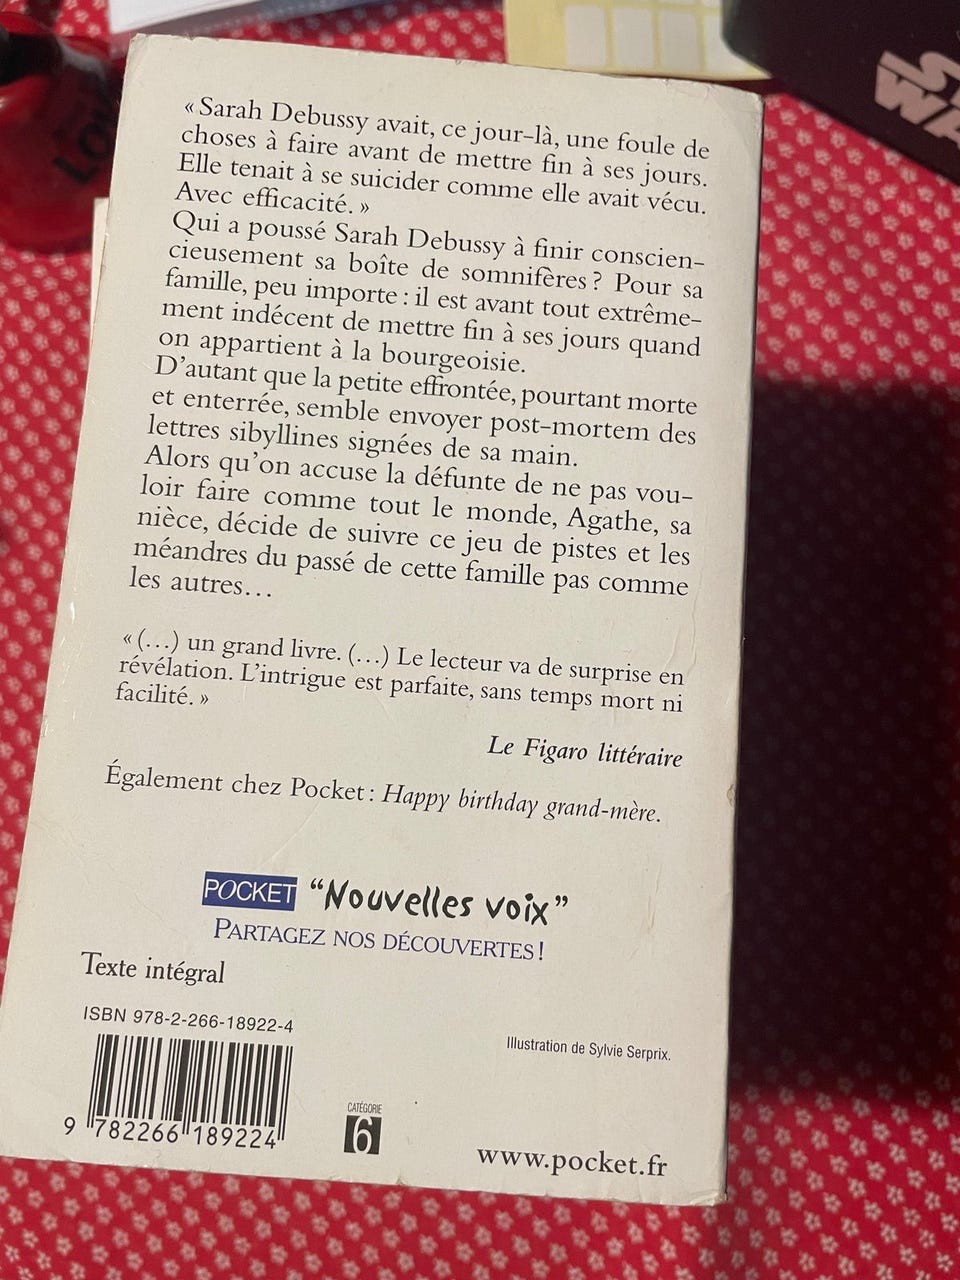 « Sarah Debussy avait, ce jour-là, une foule de
choses à faire avant de mettre fin à ses jours.
Elle tenait à se suicider comme elle avait vécu.
Avec efficacité. »
Qui a poussé Sarah Debussy à finir conscien-
cieusement sa boîte de somnifères ? Pour sa
famille, peu importe : il est avant tout extrême-
ment indécent de mettre fin à ses jours quand
on appartient à la bourgeoisie.
D'autant que la petite effrontée, pourtant morte
et enterrée, semble envoyer post-mortem des
lettres sibyllines signées de sa main.
Alors qu'on accuse la défunte de ne pas vou-
loir faire comme tout le monde, Agathe, sa
nièce, décide de suivre ce jeu de pistes et les
méandres du passé de cette famille pas comme
les autres...
« (...) un grand livre. (...) Le lecteur va de surprise en
révélation. L'intrigue est parfaite, sans temps mort ni
facilité. »
Le Figaro littéraire
Également chez Pocket : Happy birthday grand-mère.
POCKET "Nouvelles voix"
PARTAGEZ NOS DÉCOUVERTES !
Texte intégral
ISBN 978-2-266-18922-4
Illustration de Sylvie Serprix.
9 782266 189224
CATÉGORIE
6
www.pocket.fr